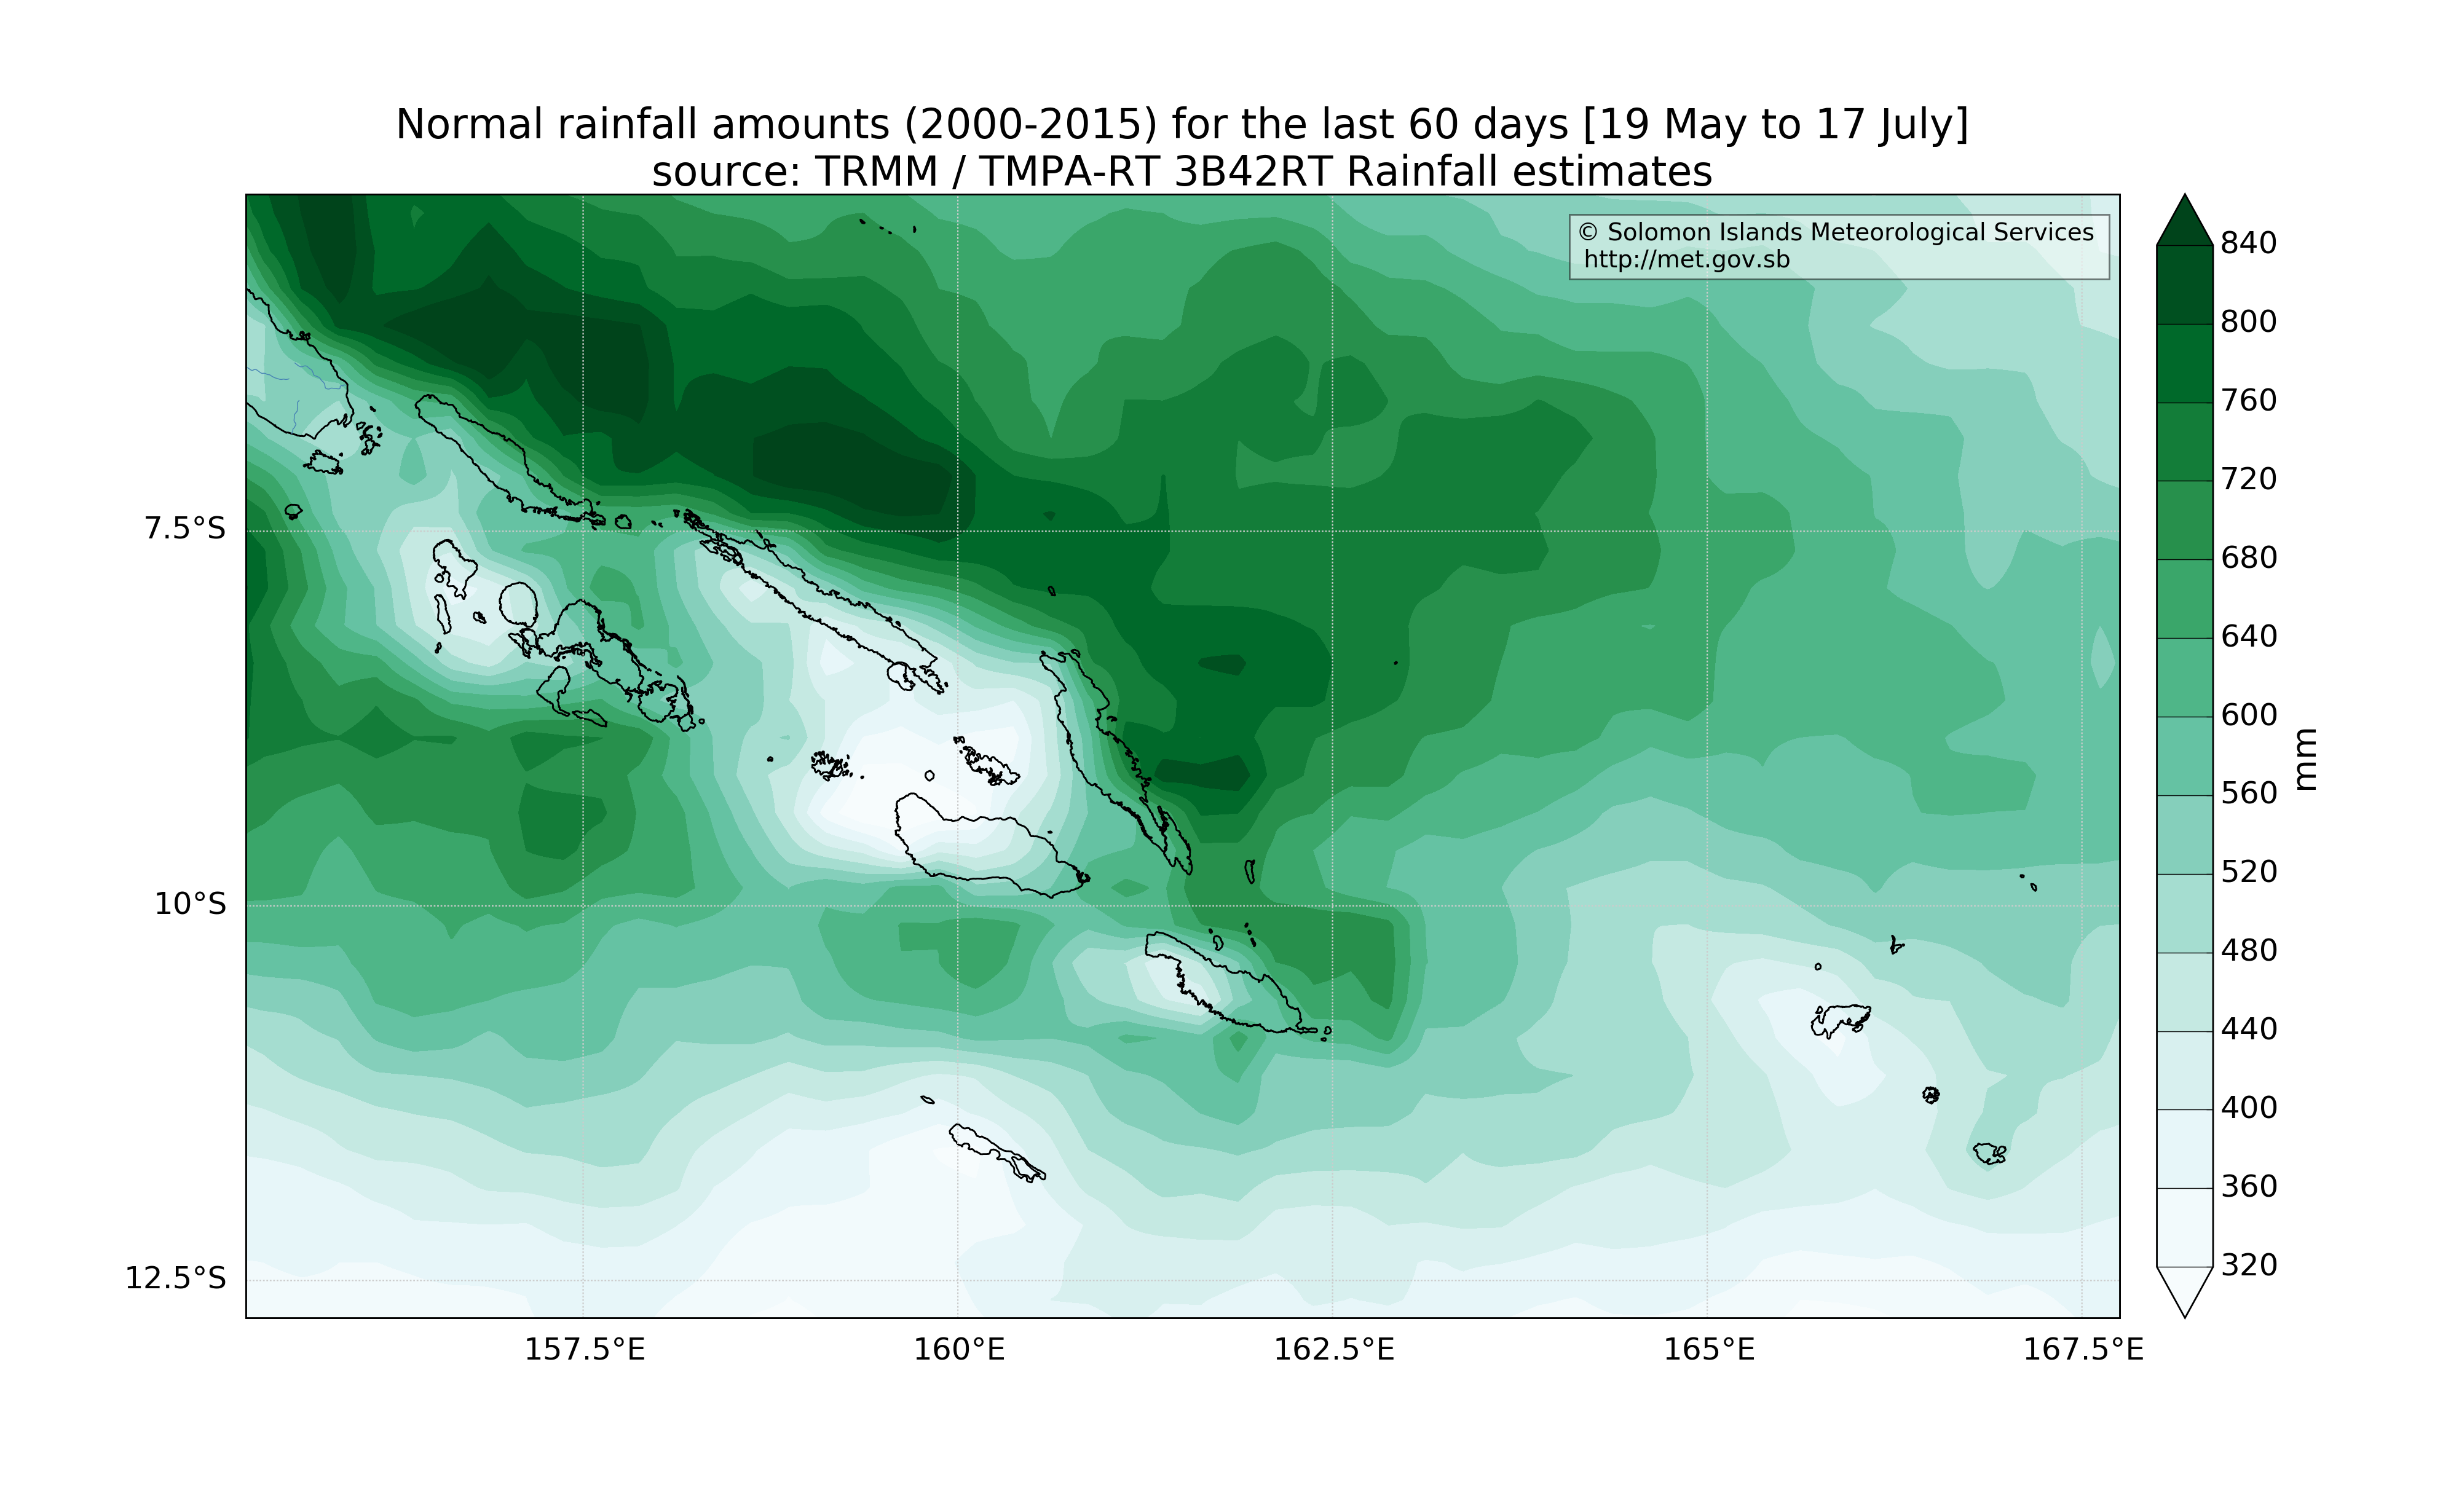 Normal rainfall amounts (2000-2015) for the last 60 days [19 May to 17 July]
source: TRMM / TMPA-RT 3B42RT Rainfall estimates
© Solomon Islands Meteorological Services
http://met.gov.sb
7.5°S
10°S
12.5°S
157.5°E
160°E
162.5°E
165°E
167.5°E
840
800
760
720
680
640
600
560
520
480
440
400
360
320
mm